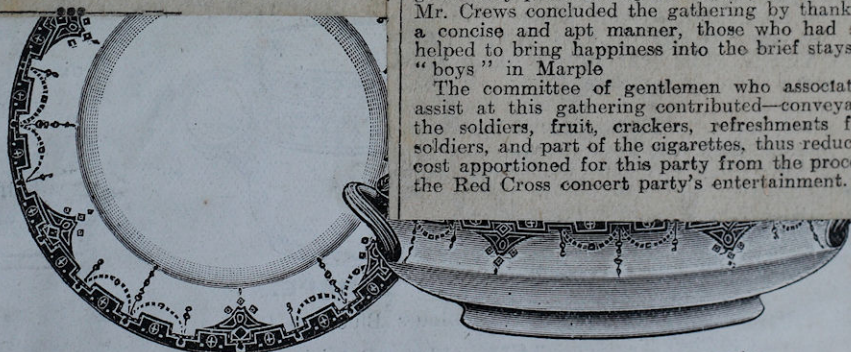 Mr. Crews concluded the gathering by thank
a concise and apt manner, those who had
helped to bring happiness into the brief stays
“ boys ” in Marple
The committee of gentlemen who associat
assist at this gathering contributed—conveya
the soldiers, fruit, crackers, refreshments f
soldiers, and part of the cigarettes, thus reduc
cost apportioned for this party from the proc
the Red Cross concert party's entertainment.